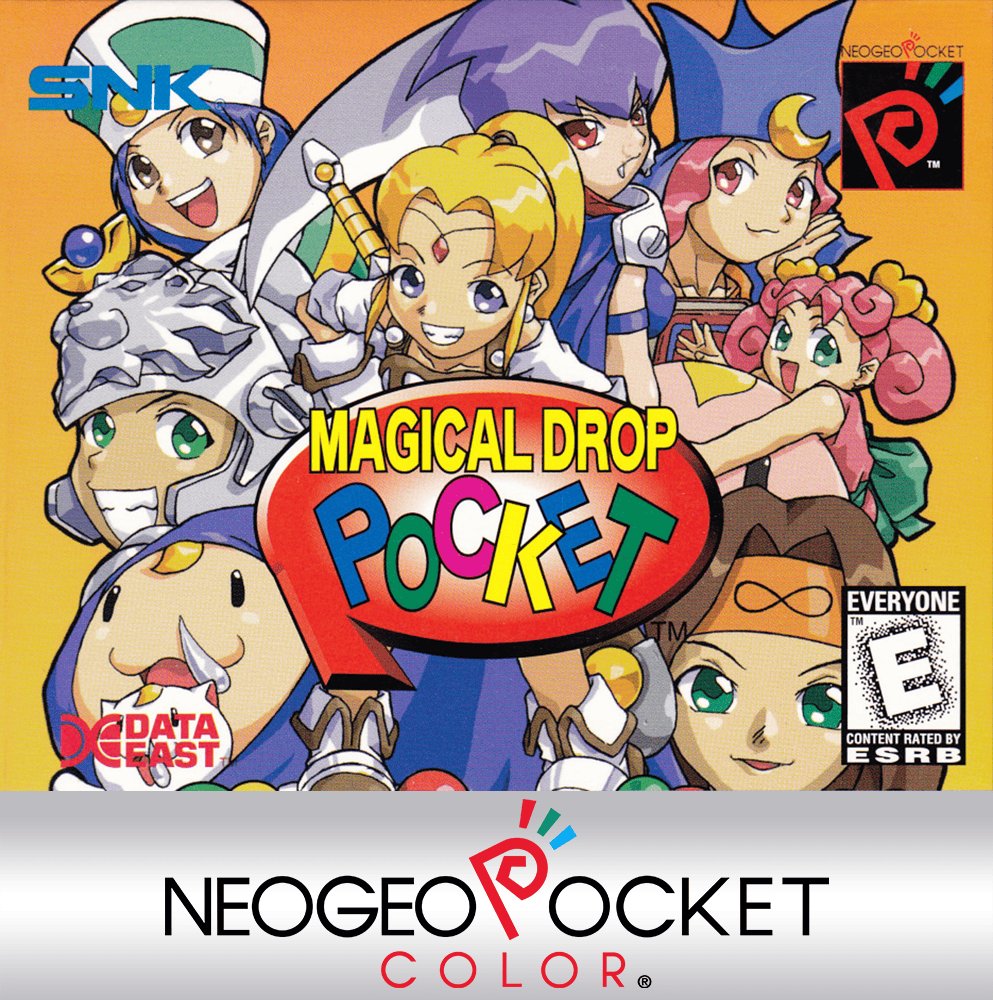 SNK®
NEOGEO POCKET
TM
MAGICAL DROP
POCKET
TM
EVERYONE
TM
E
CONTENT RATED BY
ESRB
DATA
EAST
NEOGEO POCKET
COLOR®